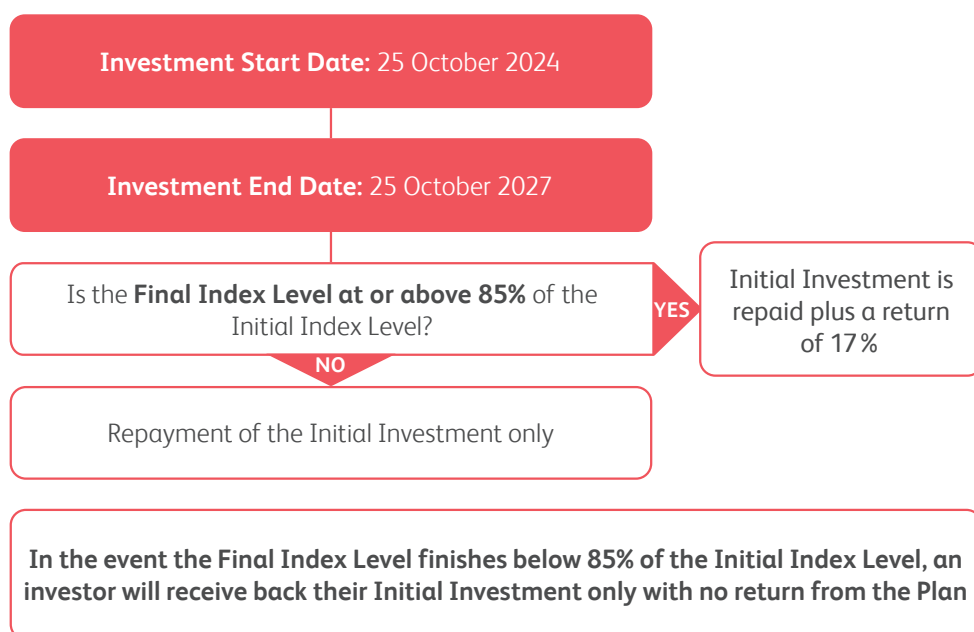 Investment Start Date: 25 October 2024
Investment End Date: 25 October 2027
Is the Final Index Level at or above 85% of the
Initial Index Level?
YES
Initial Investment is
repaid plus a return
of 17%
NO
Repayment of the Initial Investment only
In the event the Final Index Level finishes below 85% of the Initial Index Level, an
investor will receive back their Initial Investment only with no return from the Plan